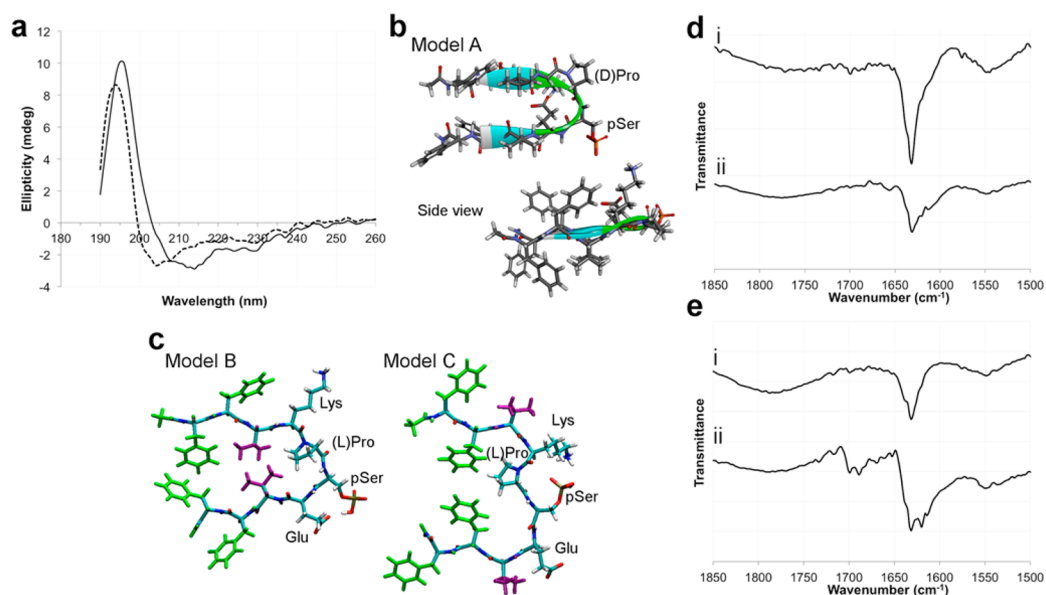 a
12
10
8
6
4
2
0
-2
-4
180 190 200 210 220 230 240 250 260
Ellipticity (mdeg)
Wavelength (nm)
b
Model A
(D)Pro
pSer
Side view
c
Model B
Lys
(L)Pro
pSer
Glu
Model C
Lys
(L)Pro
pSer
Glu
d
i
ii
Transmittance
1850 1800 1750 1700 1650 1600 1550 1500
Wavenumber (cm-1)
e
i
ii
Transmittance
1850 1800 1750 1700 1650 1600 1550 1500
Wavenumber (cm-1)